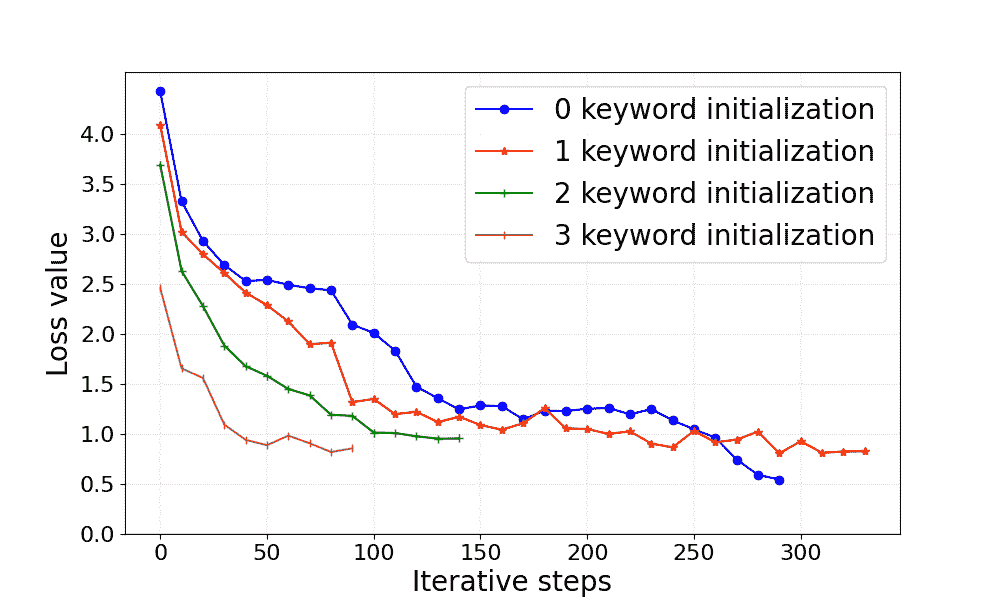 0 keyword initialization
1 keyword initialization
2 keyword initialization
3 keyword initialization
Loss value
4.0
3.5
3.0
2.5
2.0
1.5
1.0
0.5
0.0
0 50 100 150 200 250 300
Iterative steps